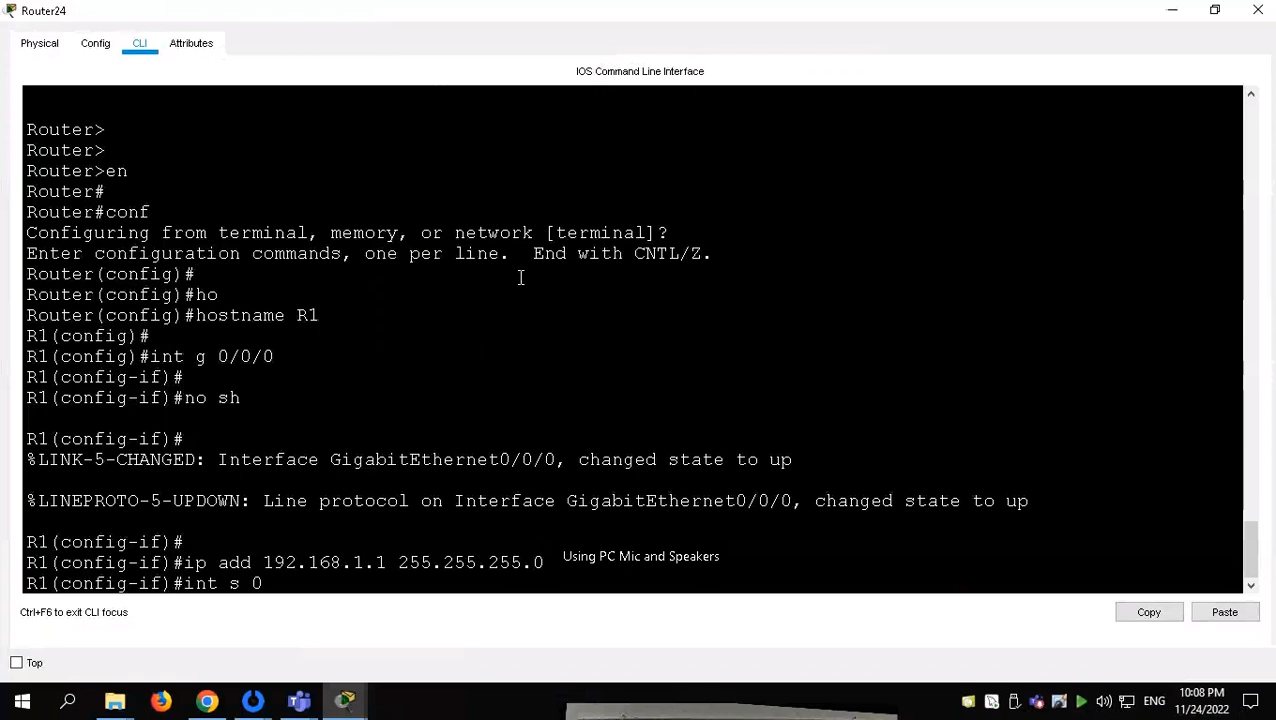 Router24
Physical Config CLI Attributes
IOS Command Line Interface
Router>
Router>
Router>en
Router#
Router#conf
Configuring from terminal, memory, or network [terminal]?
Enter configuration commands, one per line.  End with CNTL/Z.
Router(config)#
Router(config)#ho
Router(config)#hostname R1
R1(config)#
R1(config)#int g 0/0/0
R1(config-if)#
R1(config-if)#no sh
R1(config-if)#
%LINK-5-CHANGED: Interface GigabitEthernet0/0/0, changed state to up
%LINEPROTO-5-UPDOWN: Line protocol on Interface GigabitEthernet0/0/0, changed state to up
R1(config-if)#
R1(config-if)#ip add 192.168.1.1 255.255.255.0
Using PC Mic and Speakers
R1(config-if)#int s 0
Ctrl+F6 to exit CLI focus
Copy Paste
Top
ENG
10:08 PM
11/24/2022